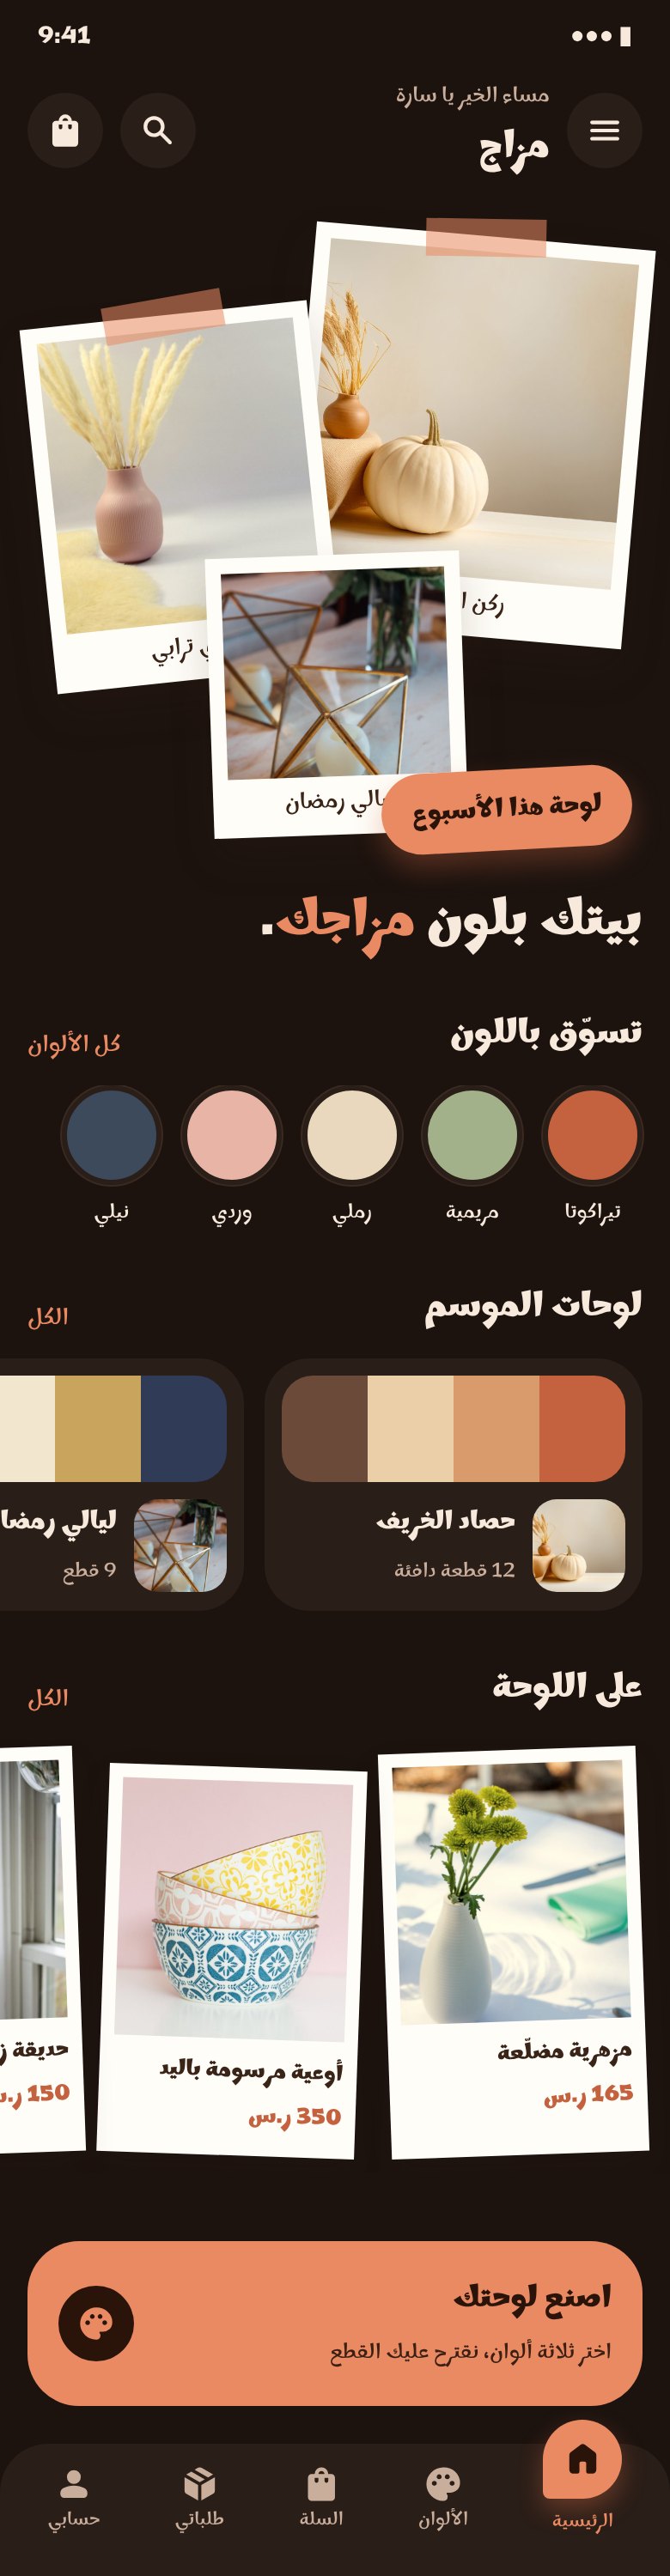 9:41
مساء الخير يا سارة
مزاج
ركن
ترابي
رمضان
لوحة هذا الأسبوع
بيتك بلون مزاجك.
تسوّق باللون
كل الألوان
تيراكوتا
مريمية
رملي
وردي
نيلي
لوحات الموسم
الكل
حصاد الخريف
12 قطعة دافئة
ليالي رمضا
9 قطع
على اللوحة
الكل
مزهرية مضلّعة
165 ر.س
أوعية مرسومة باليد
350 ر.س
حديقة
150 ر.س
اصنع لوحتك
اختر ثلاثة ألوان، نقترح عليك القطع
الرئيسية
الألوان
السلة
طلباتي
حسابي